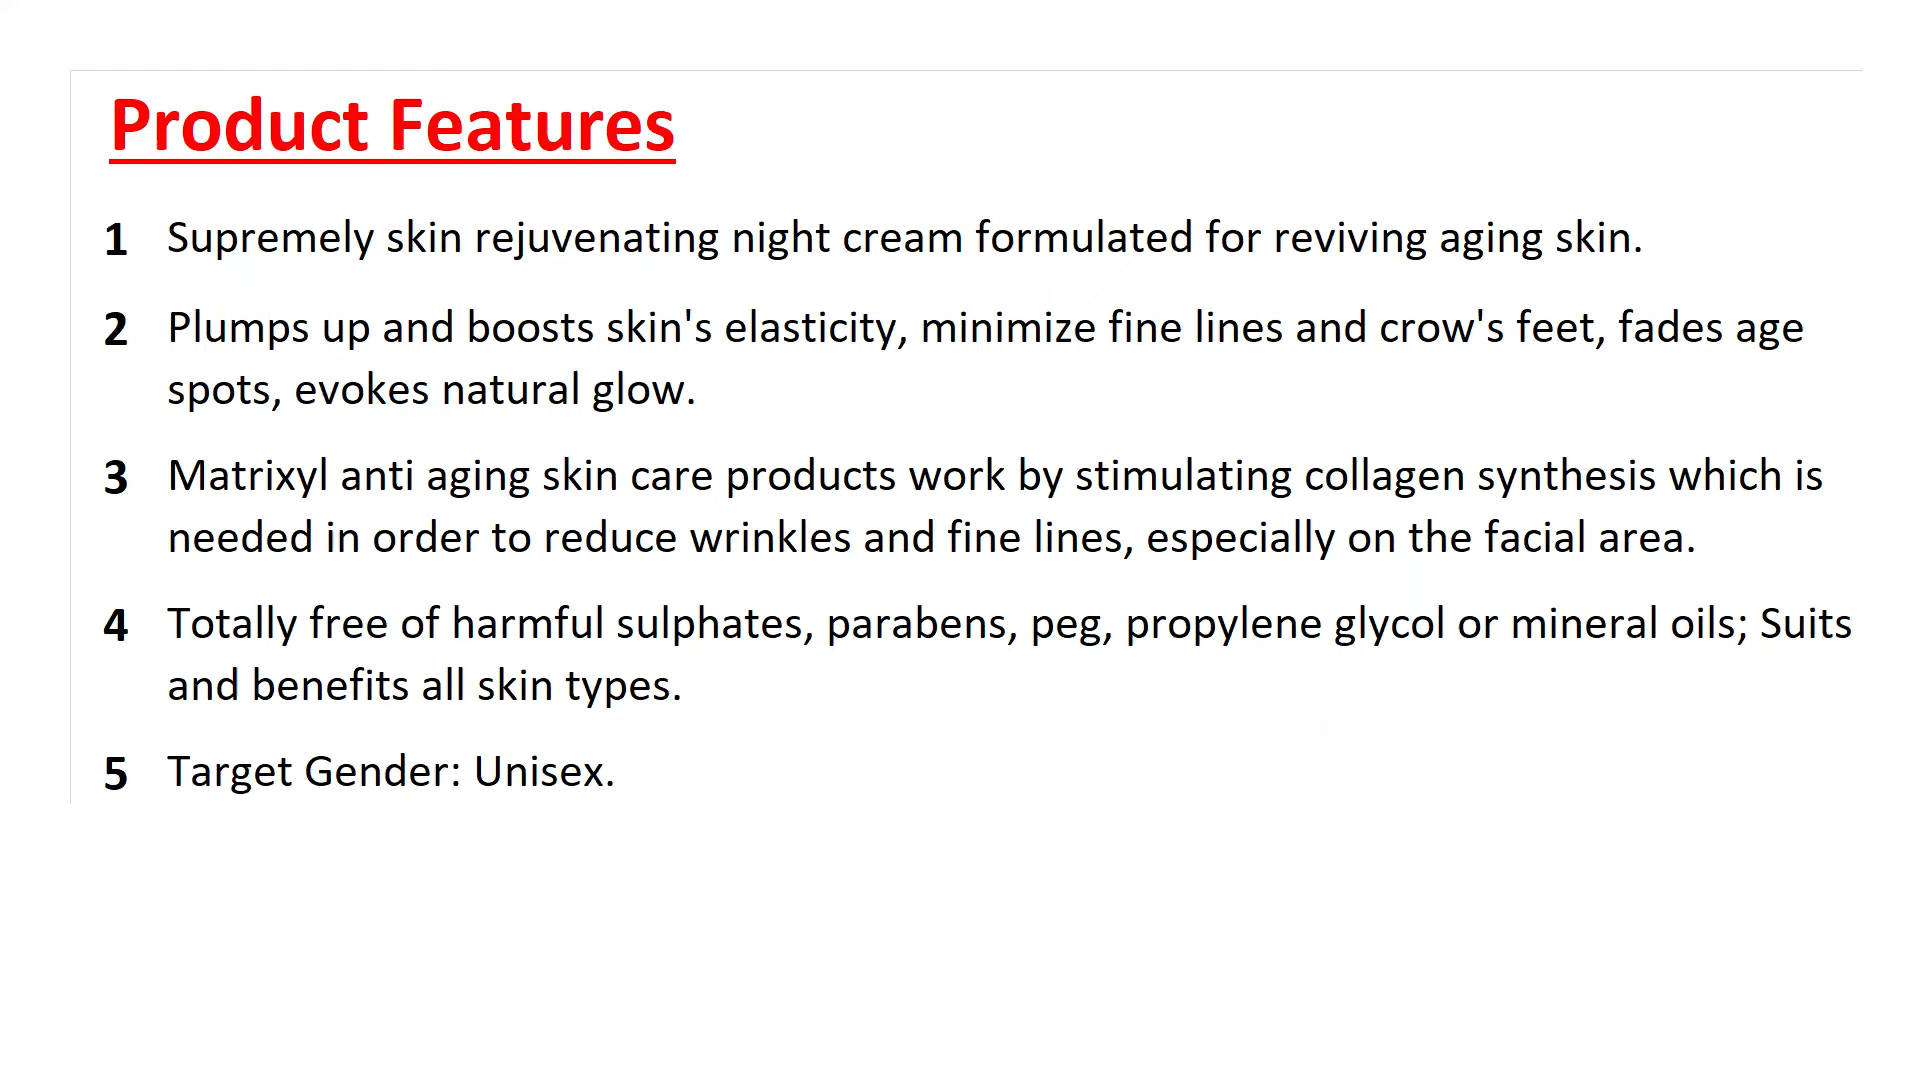 Product Features
1 Supremely skin rejuvenating night cream formulated for reviving aging skin.
2 Plumps up and boosts skin's elasticity, minimize fine lines and crow's feet, fades age
spots, evokes natural glow.
3 Matrixyl anti aging skin care products work by stimulating collagen synthesis which is
needed in order to reduce wrinkles and fine lines, especially on the facial area.
4 Totally free of harmful sulphates, parabens, peg, propylene glycol or mineral oils; Suits
and benefits all skin types.
5 Target Gender: Unisex.